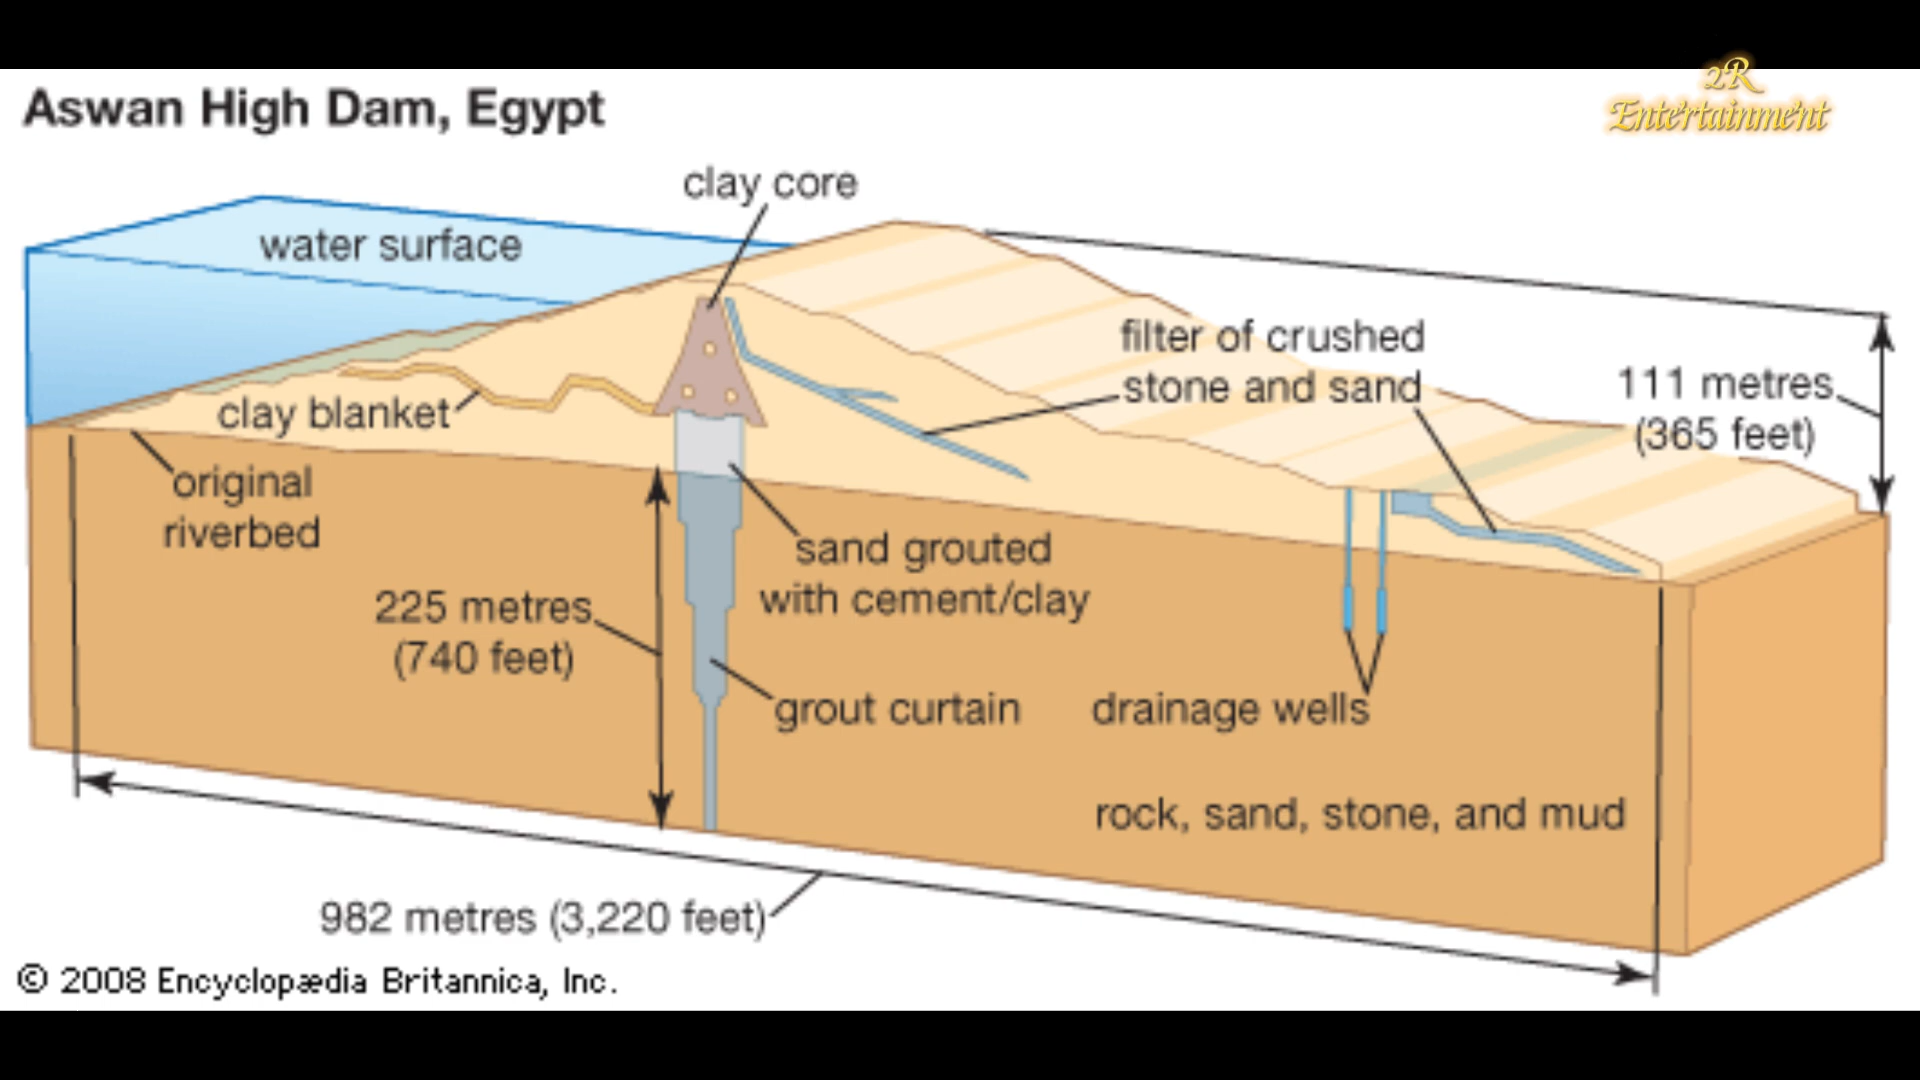 2R
Entertainment
Aswan High Dam, Egypt
clay core
water surface
filter of crushed
stone and sand
111 metres
(365 feet)
clay blanket
original
riverbed
sand grouted
with cement/clay
225 metres
(740 feet)
grout curtain
drainage wells
rock, sand, stone, and mud
982 metres (3,220 feet)
© 2008 Encyclopædia Britannica, Inc.